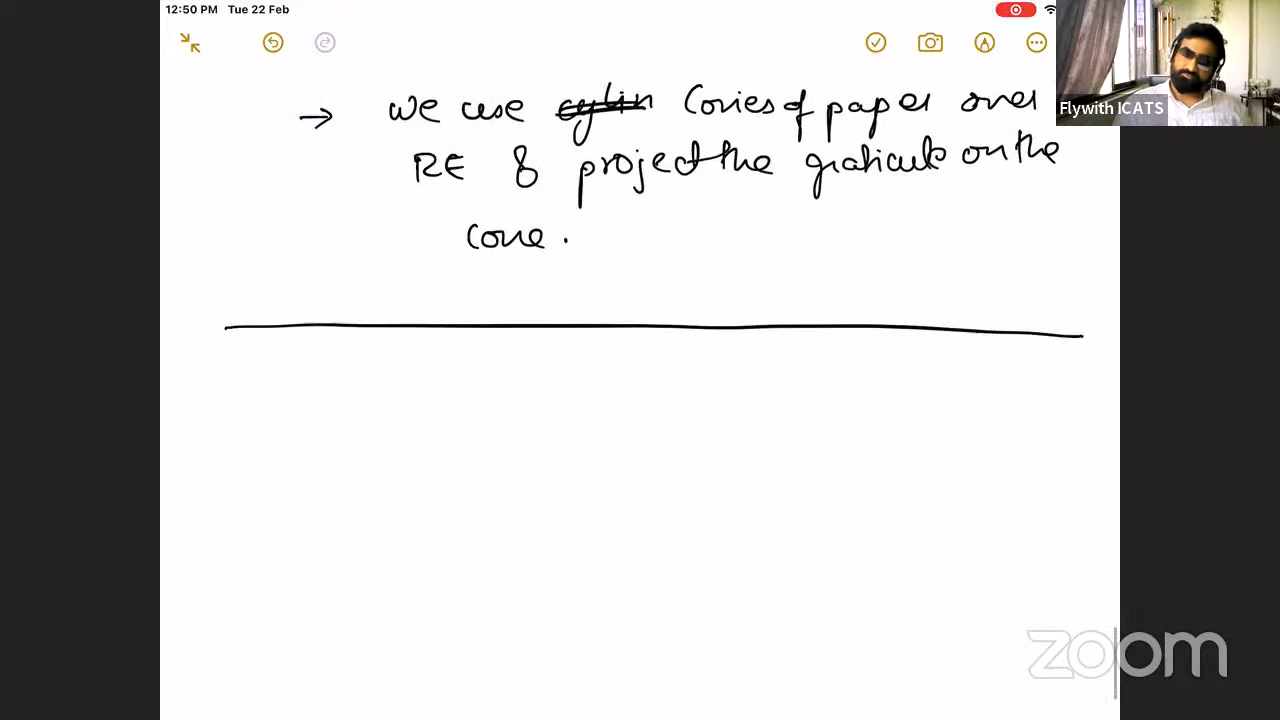 12:50 PM Tue 22 Feb
→ we use cylin Cones of paper over
RE & project the graticule on the
cone.
Flywith ICATS
zoom